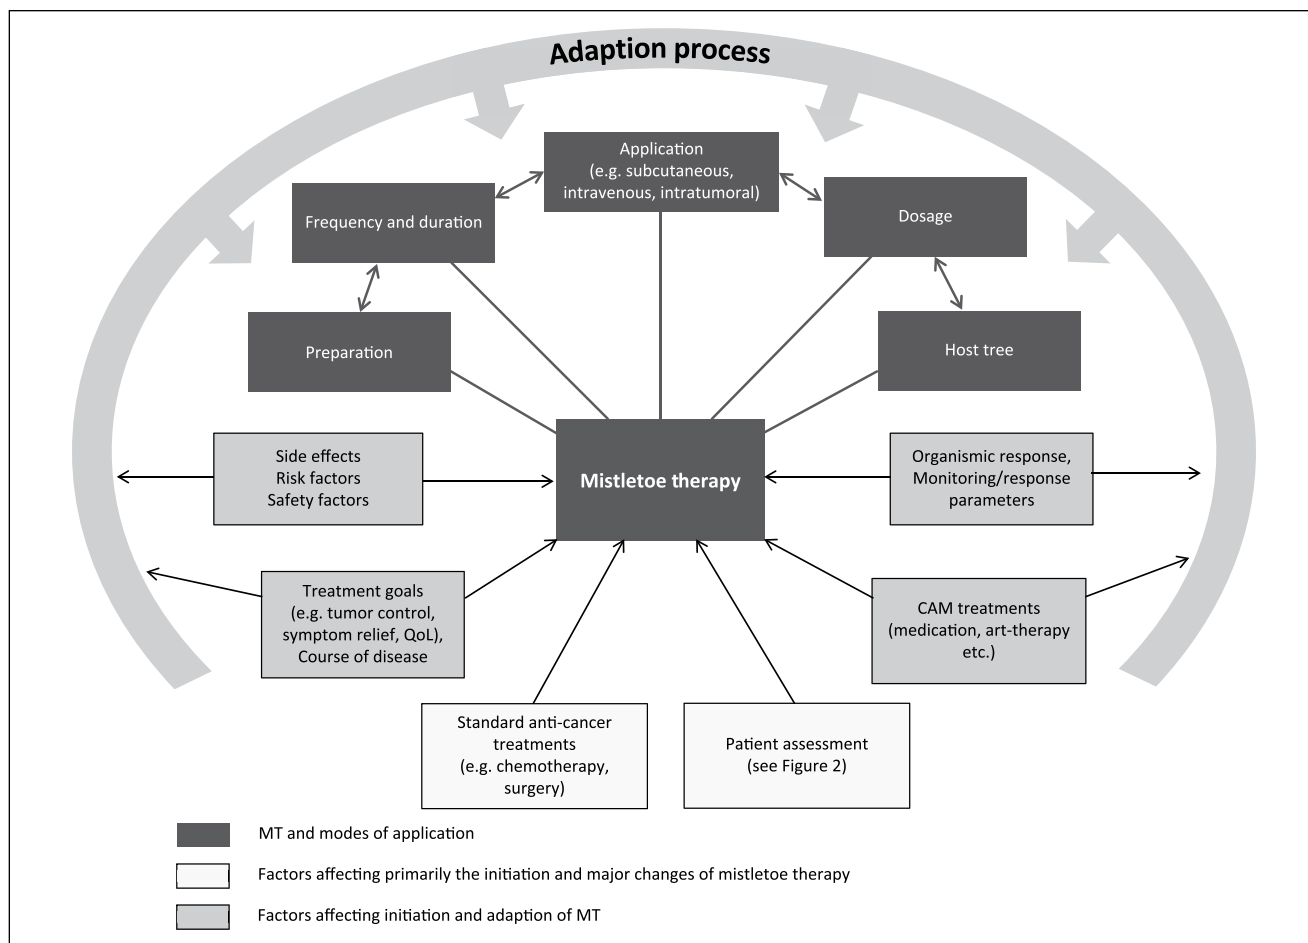 Adaption process
Application
(e.g. subcutaneous,
intravenous, intratumoral)
Frequency and duration
Dosage
Preparation
Host tree
Mistletoe therapy
Side effects
Risk factors
Safety factors
Organismic response,
Monitoring/response
parameters
Treatment goals
(e.g. tumor control,
symptom relief, QoL),
Course of disease
CAM treatments
(medication, art-therapy
etc.)
Standard anti-cancer
treatments
(e.g. chemotherapy,
surgery)
Patient assessment
(see Figure 2)
MT and modes of application
Factors affecting primarily the initiation and major changes of mistletoe therapy
Factors affecting initiation and adaption of MT